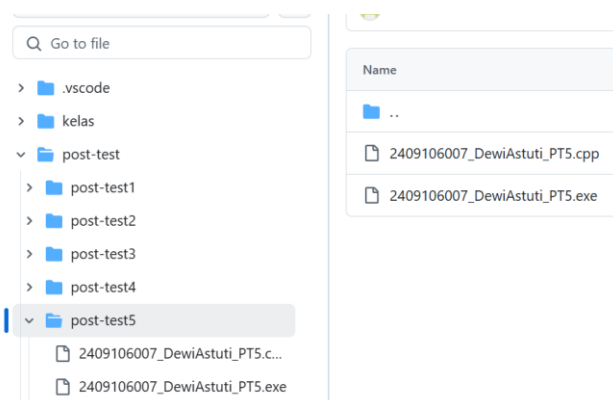 Go to file
.vscode
kelas
post-test
post-test1
post-test2
post-test3
post-test4
post-test5
2409106007_DewiAstuti_PT5.c...
2409106007_DewiAstuti_PT5.exe
Name
..
2409106007_DewiAstuti_PT5.cpp
2409106007_DewiAstuti_PT5.exe